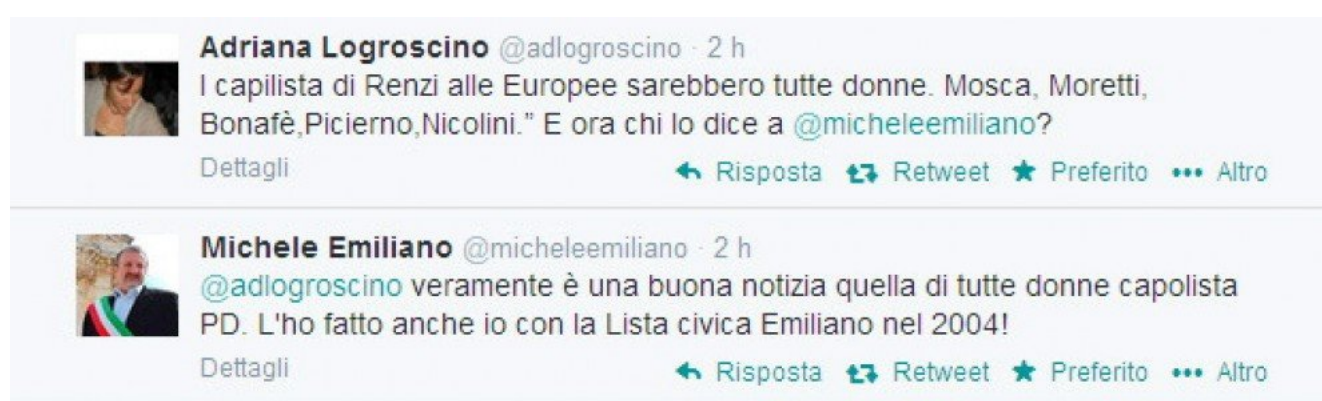 Adriana Logroscino @adlogroscino · 2 h
I capilista di Renzi alle Europee sarebbero tutte donne. Mosca, Moretti,
Bonafè,Picierno,Nicolini.” E ora chi lo dice a @micheleemiliano?
Dettagli Risposta Retweet Preferito Altro
Michele Emiliano @micheleemiliano · 2 h
@adlogroscino veramente è una buona notizia quella di tutte donne capolista
PD. L'ho fatto anche io con la Lista civica Emiliano nel 2004!
Dettagli Risposta Retweet Preferito Altro